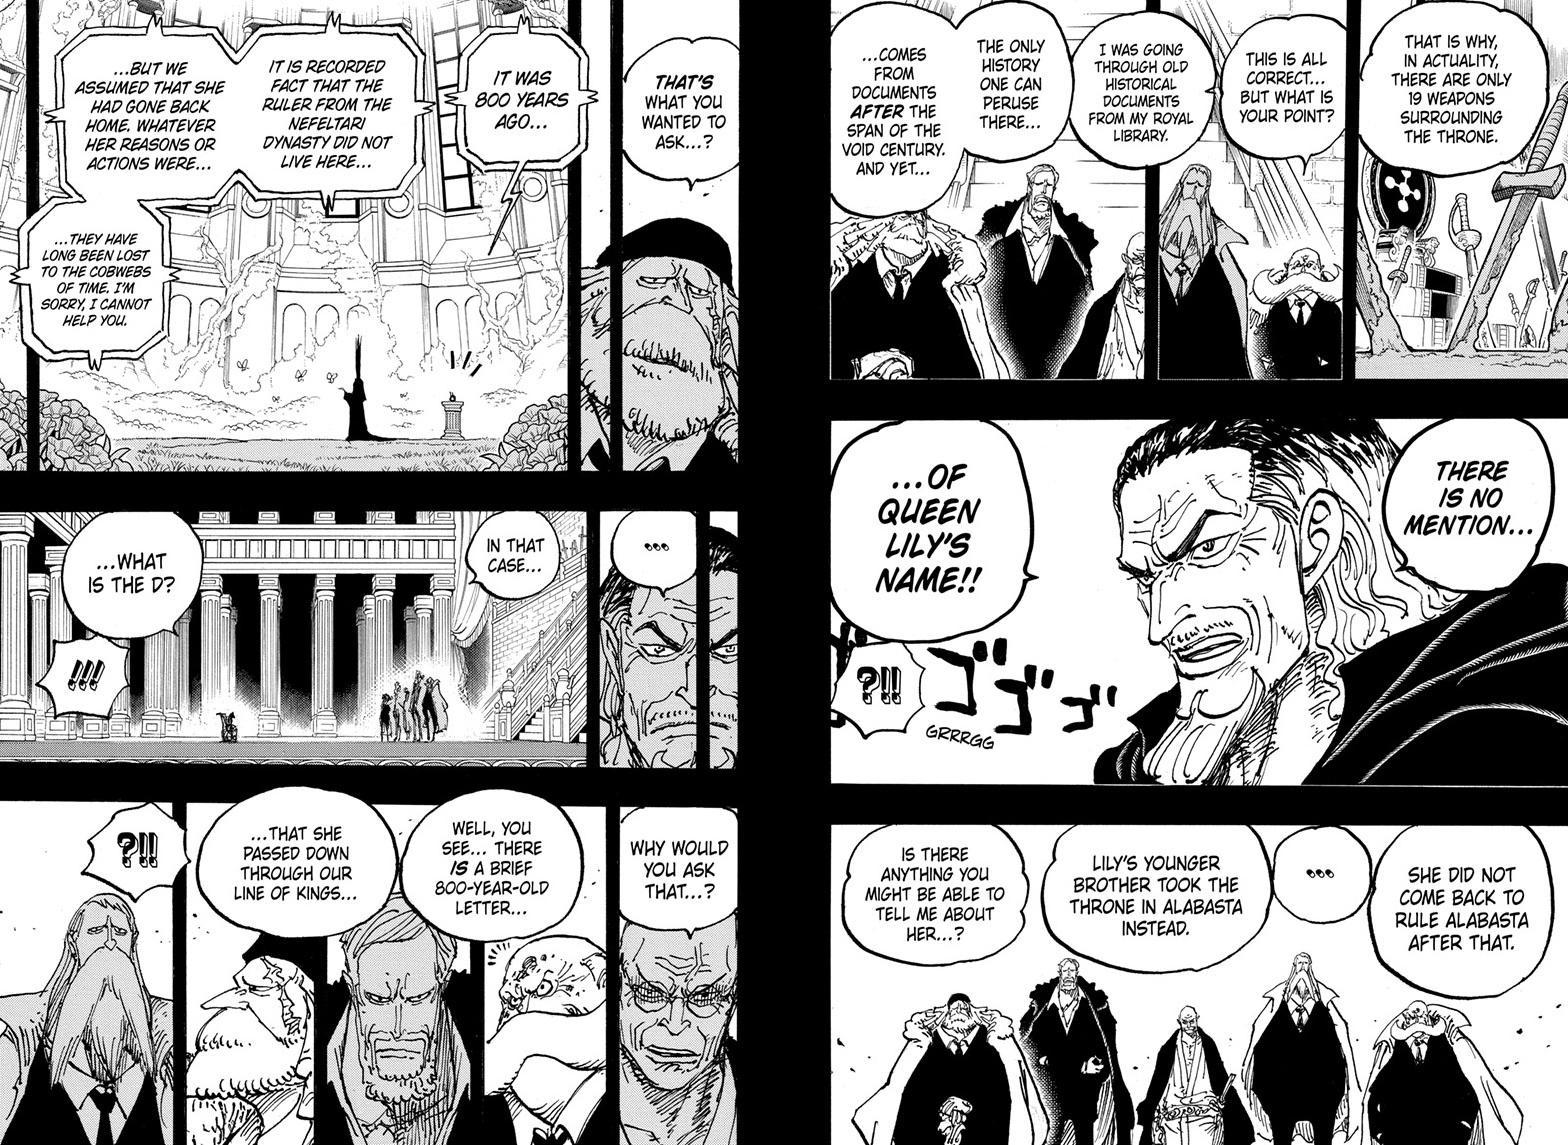 THAT IS WHY,
IN ACTUALITY,
THERE ARE ONLY
19 WEAPONS
SURROUNDING
THE THRONE.
THIS IS ALL
CORRECT...
BUT WHAT IS
YOUR POINT?
I WAS GOING
THROUGH OLD
HISTORICAL
DOCUMENTS
FROM MY ROYAL
LIBRARY.
THE ONLY
HISTORY
ONE CAN
PERUSE
THERE...
...COMES
FROM
DOCUMENTS
AFTER THE
SPAN OF THE
VOID CENTURY.
AND YET...
THERE
IS NO
MENTION...
...OF
QUEEN
LILY'S
NAME!!
?!!
ゴゴゴ
GRRRGG
SHE DID NOT
COME BACK TO
RULE ALABASTA
AFTER THAT.
...
LILY'S YOUNGER
BROTHER TOOK THE
THRONE IN ALABASTA
INSTEAD.
IS THERE
ANYTHING YOU
MIGHT BE ABLE TO
TELL ME ABOUT
HER...?
THAT'S
WHAT YOU
WANTED TO
ASK...?
IT WAS
800 YEARS
AGO...
IT IS RECORDED
FACT THAT THE
RULER FROM THE
NEFELTARI
DYNASTY DID NOT
LIVE HERE...
...BUT WE
ASSUMED THAT SHE
HAD GONE BACK
HOME. WHATEVER
HER REASONS OR
ACTIONS WERE...
...THEY HAVE
LONG BEEN LOST
TO THE COBWEBS
OF TIME. I'M
SORRY, I CANNOT
HELP YOU.
...
IN THAT
CASE...
...WHAT
IS THE D?
!!!
WHY WOULD
YOU ASK
THAT...?
WELL, YOU
SEE... THERE
IS A BRIEF
800-YEAR-OLD
LETTER...
...THAT SHE
PASSED DOWN
THROUGH OUR
LINE OF KINGS...
?!!